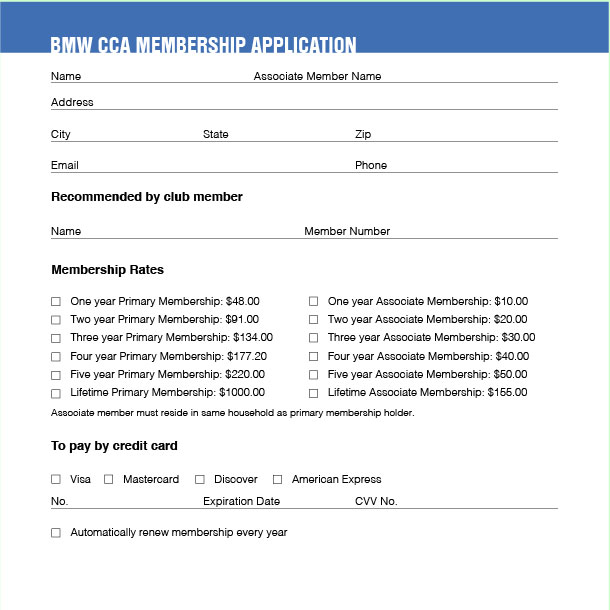 BMW CCA MEMBERSHIP APPLICATION
Name Associate Member Name
Address
City State Zip
Email Phone
Recommended by club member
Name Member Number
Membership Rates
One year Primary Membership: $48.00 One year Associate Membership: $10.00
Two year Primary Membership: $91.00 Two year Associate Membership: $20.00
Three year Primary Membership: $134.00 Three year Associate Membership: $30.00
Four year Primary Membership: $177.20 Four year Associate Membership: $40.00
Five year Primary Membership: $220.00 Five year Associate Membership: $50.00
Lifetime Primary Membership: $1000.00 Lifetime Associate Membership: $155.00
Associate member must reside in same household as primary membership holder.
To pay by credit card
Visa Mastercard Discover American Express
No. Expiration Date CVV No.
Automatically renew membership every year